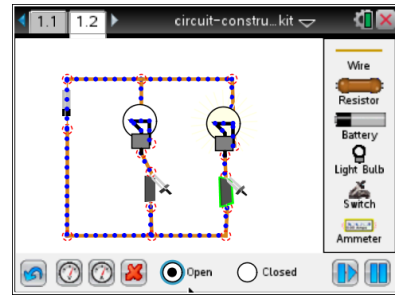 1.1 1.2 circuit-constru...kit
Wire
Resistor
Battery
Light Bulb
Switch
Ammeter
Open Closed